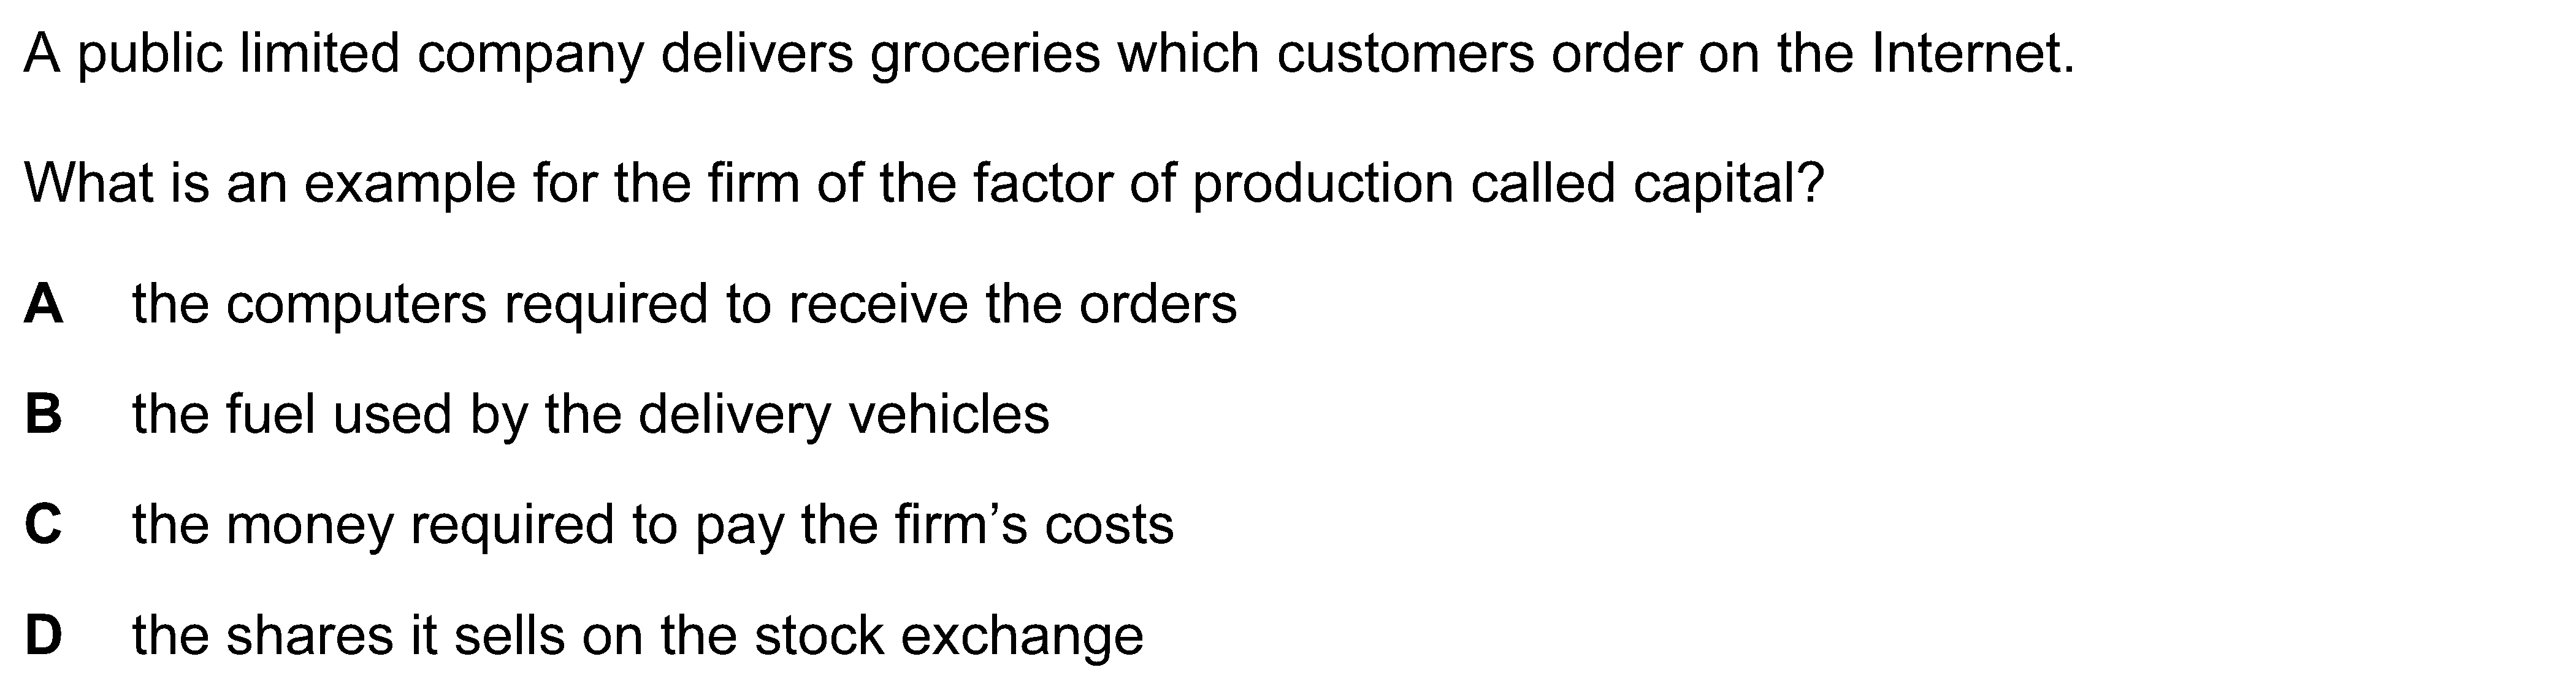 A public limited company delivers groceries which customers order on the Internet.
What is an example for the firm of the factor of production called capital?
A the computers required to receive the orders
B the fuel used by the delivery vehicles
C the money required to pay the firm’s costs
D the shares it sells on the stock exchange